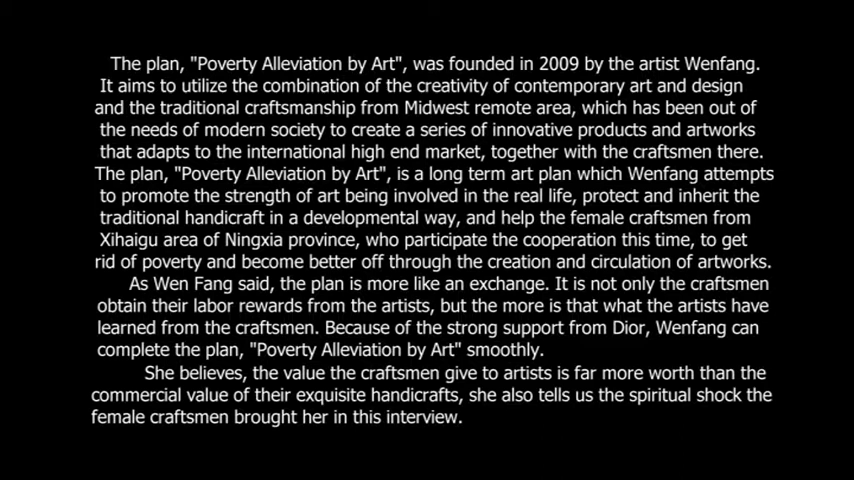 The plan, "Poverty Alleviation by Art", was founded in 2009 by the artist Wenfang.
It aims to utilize the combination of the creativity of contemporary art and design
and the traditional craftsmanship from Midwest remote area, which has been out of
the needs of modern society to create a series of innovative products and artworks
that adapts to the international high end market, together with the craftsmen there.
The plan, "Poverty Alleviation by Art", is a long term art plan which Wenfang attempts
to promote the strength of art being involved in the real life, protect and inherit the
traditional handicraft in a developmental way, and help the female craftsmen from
Xihaigu area of Ningxia province, who participate the cooperation this time, to get
rid of poverty and become better off through the creation and circulation of artworks.
As Wen Fang said, the plan is more like an exchange. It is not only the craftsmen
obtain their labor rewards from the artists, but the more is that what the artists have
learned from the craftsmen. Because of the strong support from Dior, Wenfang can
complete the plan, "Poverty Alleviation by Art" smoothly.
She believes, the value the craftsmen give to artists is far more worth than the
commercial value of their exquisite handicrafts, she also tells us the spiritual shock the
female craftsmen brought her in this interview.